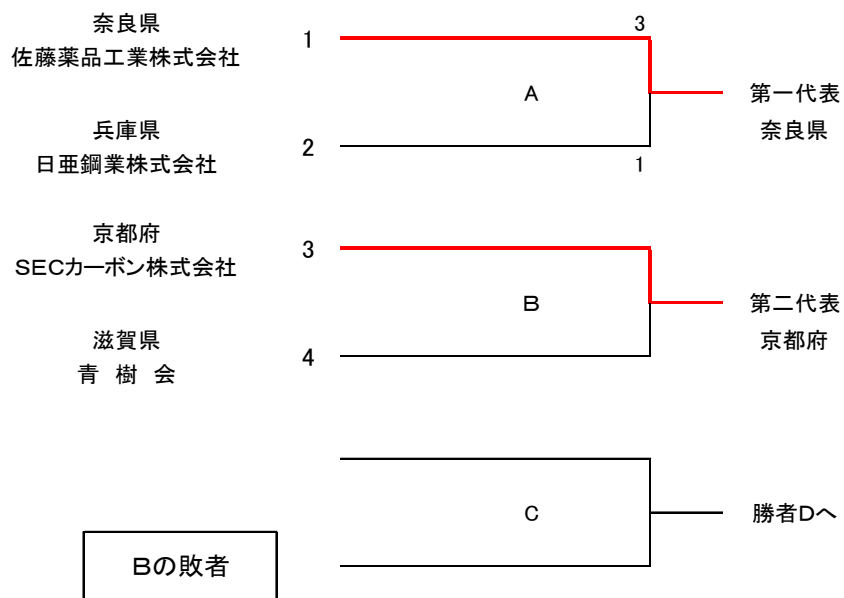 奈良県
佐藤薬品工業株式会社
1
3
A
第一代表
奈良県
兵庫県
日亜鋼業株式会社
2
1
京都府
SECカーボン株式会社
3
B
第二代表
京都府
滋賀県
青 樹 会
4
C
勝者Dへ
Bの敗者